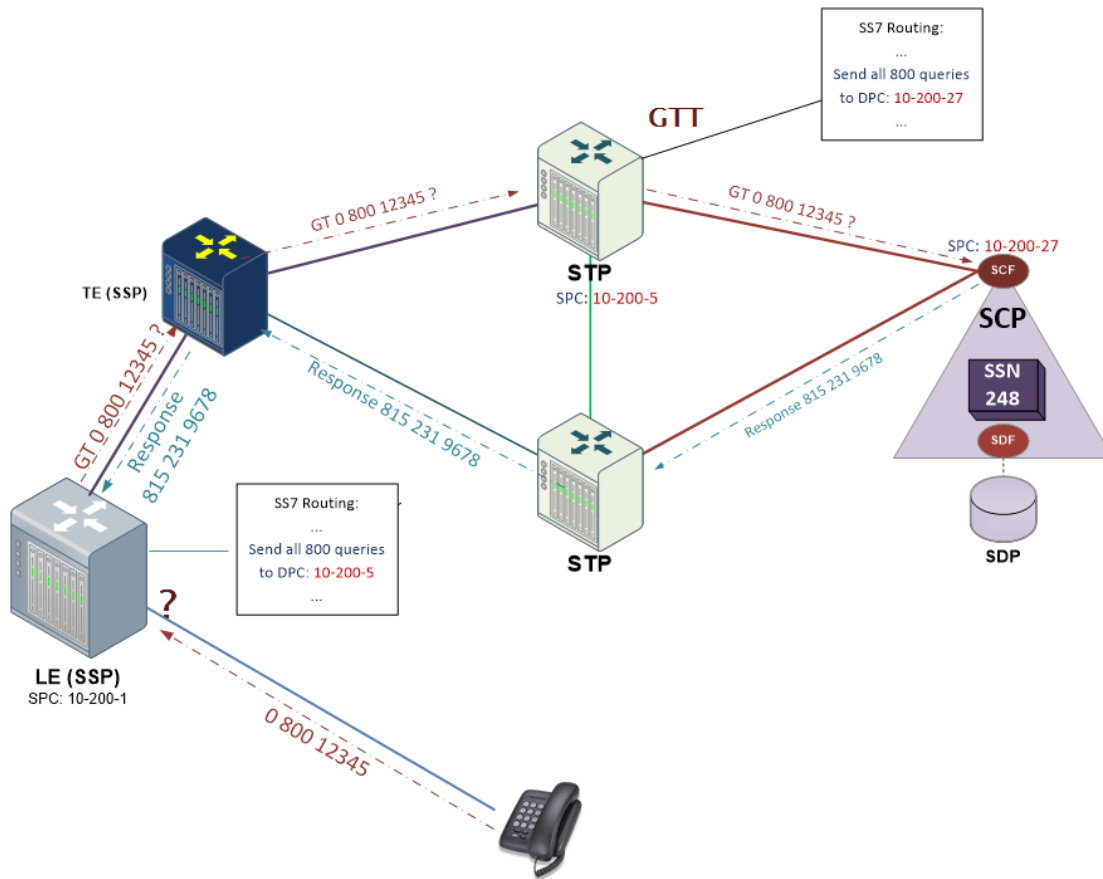 SS7 Routing:
...
Send all 800 queries
to DPC: 10-200-27
...
GTT
GT 0 800 12345 ?
GT 0 800 12345 ?
SPC: 10-200-27
SCF
STP
SPC: 10-200-5
TE (SSP)
SCP
GT 0 800 12345 ?
Response
815 231 9678
Response 815 231 9678
Response 815 231 9678
SSN
248
SDF
SS7 Routing:
...
Send all 800 queries
to DPC: 10-200-5
...
STP
SDP
?
LE (SSP)
SPC: 10-200-1
0 800 12345